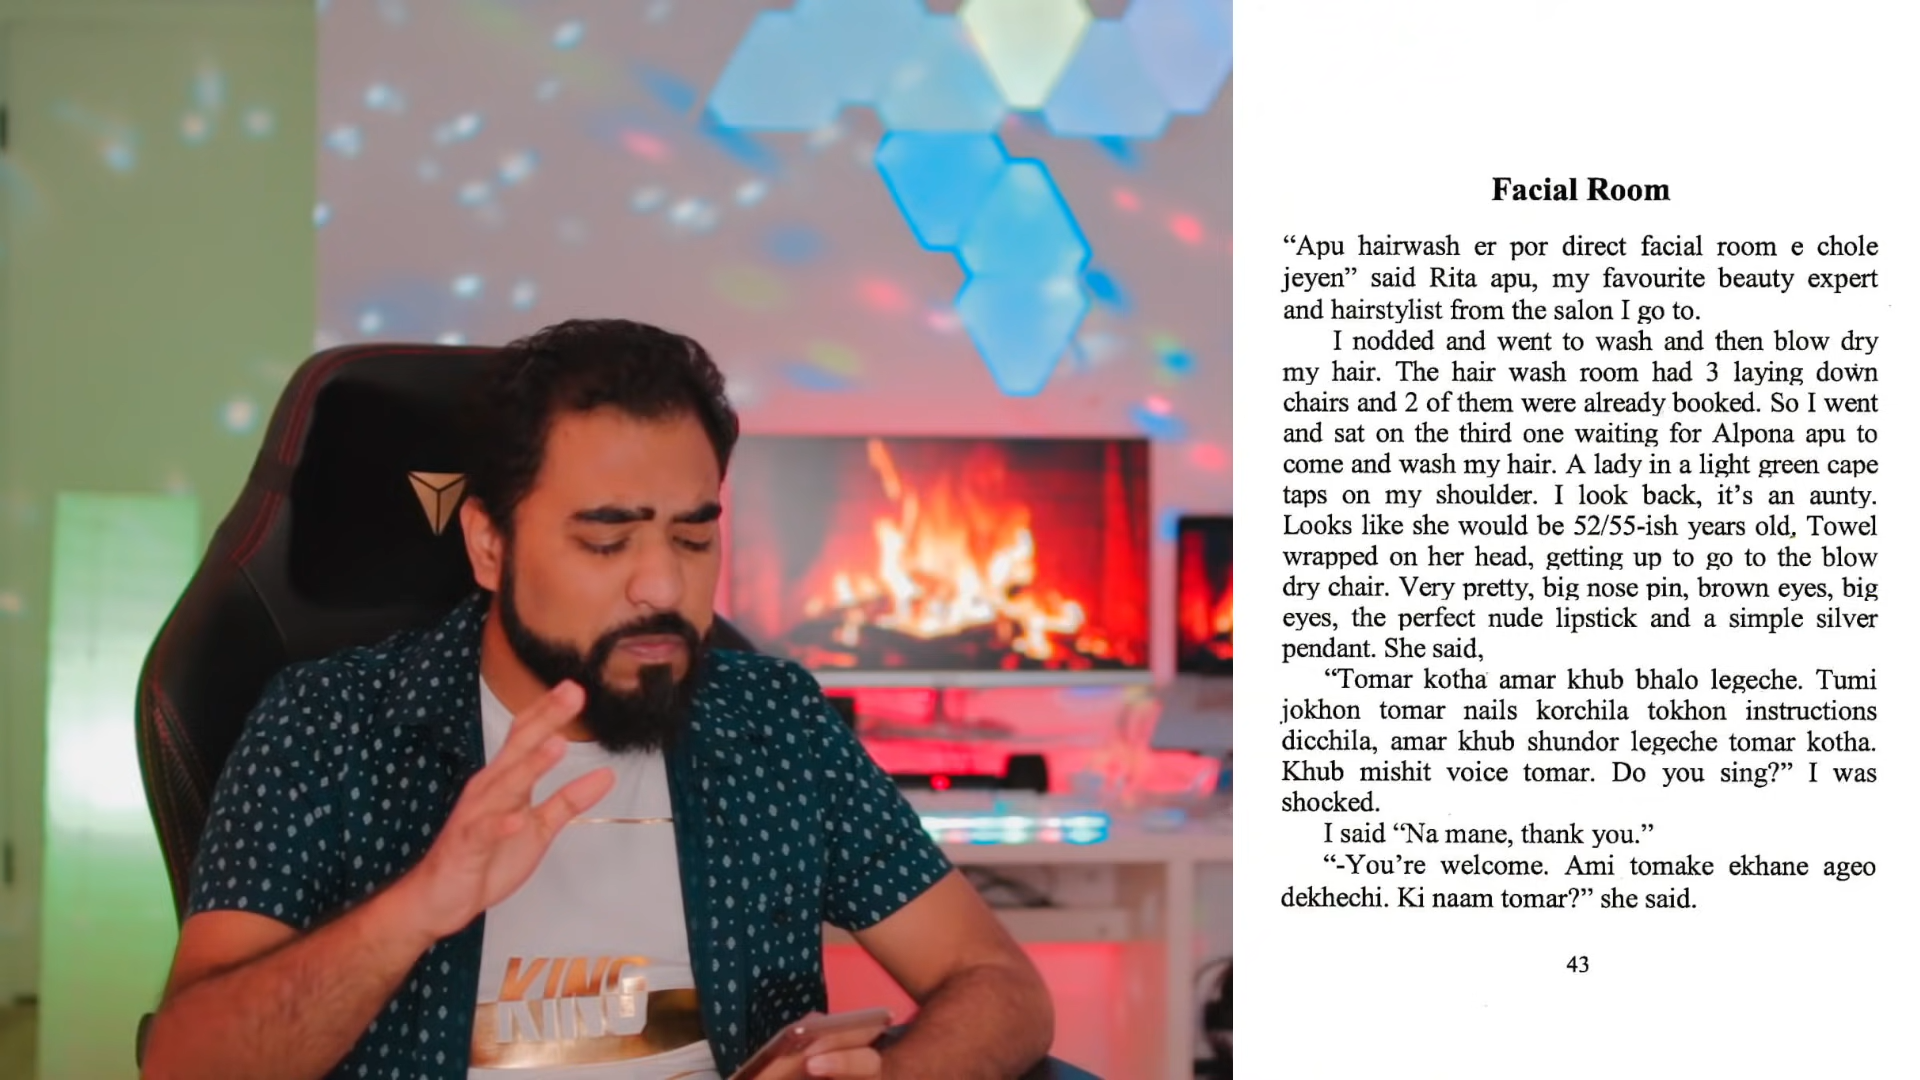 KING
Facial Room
“Apu hairwash er por direct facial room e chole
jeyen” said Rita apu, my favourite beauty expert
and hairstylist from the salon I go to.
I nodded and went to wash and then blow dry
my hair. The hair wash room had 3 laying down
chairs and 2 of them were already booked. So I went
and sat on the third one waiting for Alpona apu to
come and wash my hair. A lady in a light green cape
taps on my shoulder. I look back, it’s an aunty.
Looks like she would be 52/55-ish years old, Towel
wrapped on her head, getting up to go to the blow
dry chair. Very pretty, big nose pin, brown eyes, big
eyes, the perfect nude lipstick and a simple silver
pendant. She said,
“Tomar kotha amar khub bhalo legeche. Tumi
jokhon tomar nails korchila tokhon instructions
dicchila, amar khub shundor legeche tomar kotha.
Khub mishit voice tomar. Do you sing?” I was
shocked.
I said “Na mane, thank you.”
“-You’re welcome. Ami tomake ekhane ageo
dekhechi. Ki naam tomar?” she said.
43